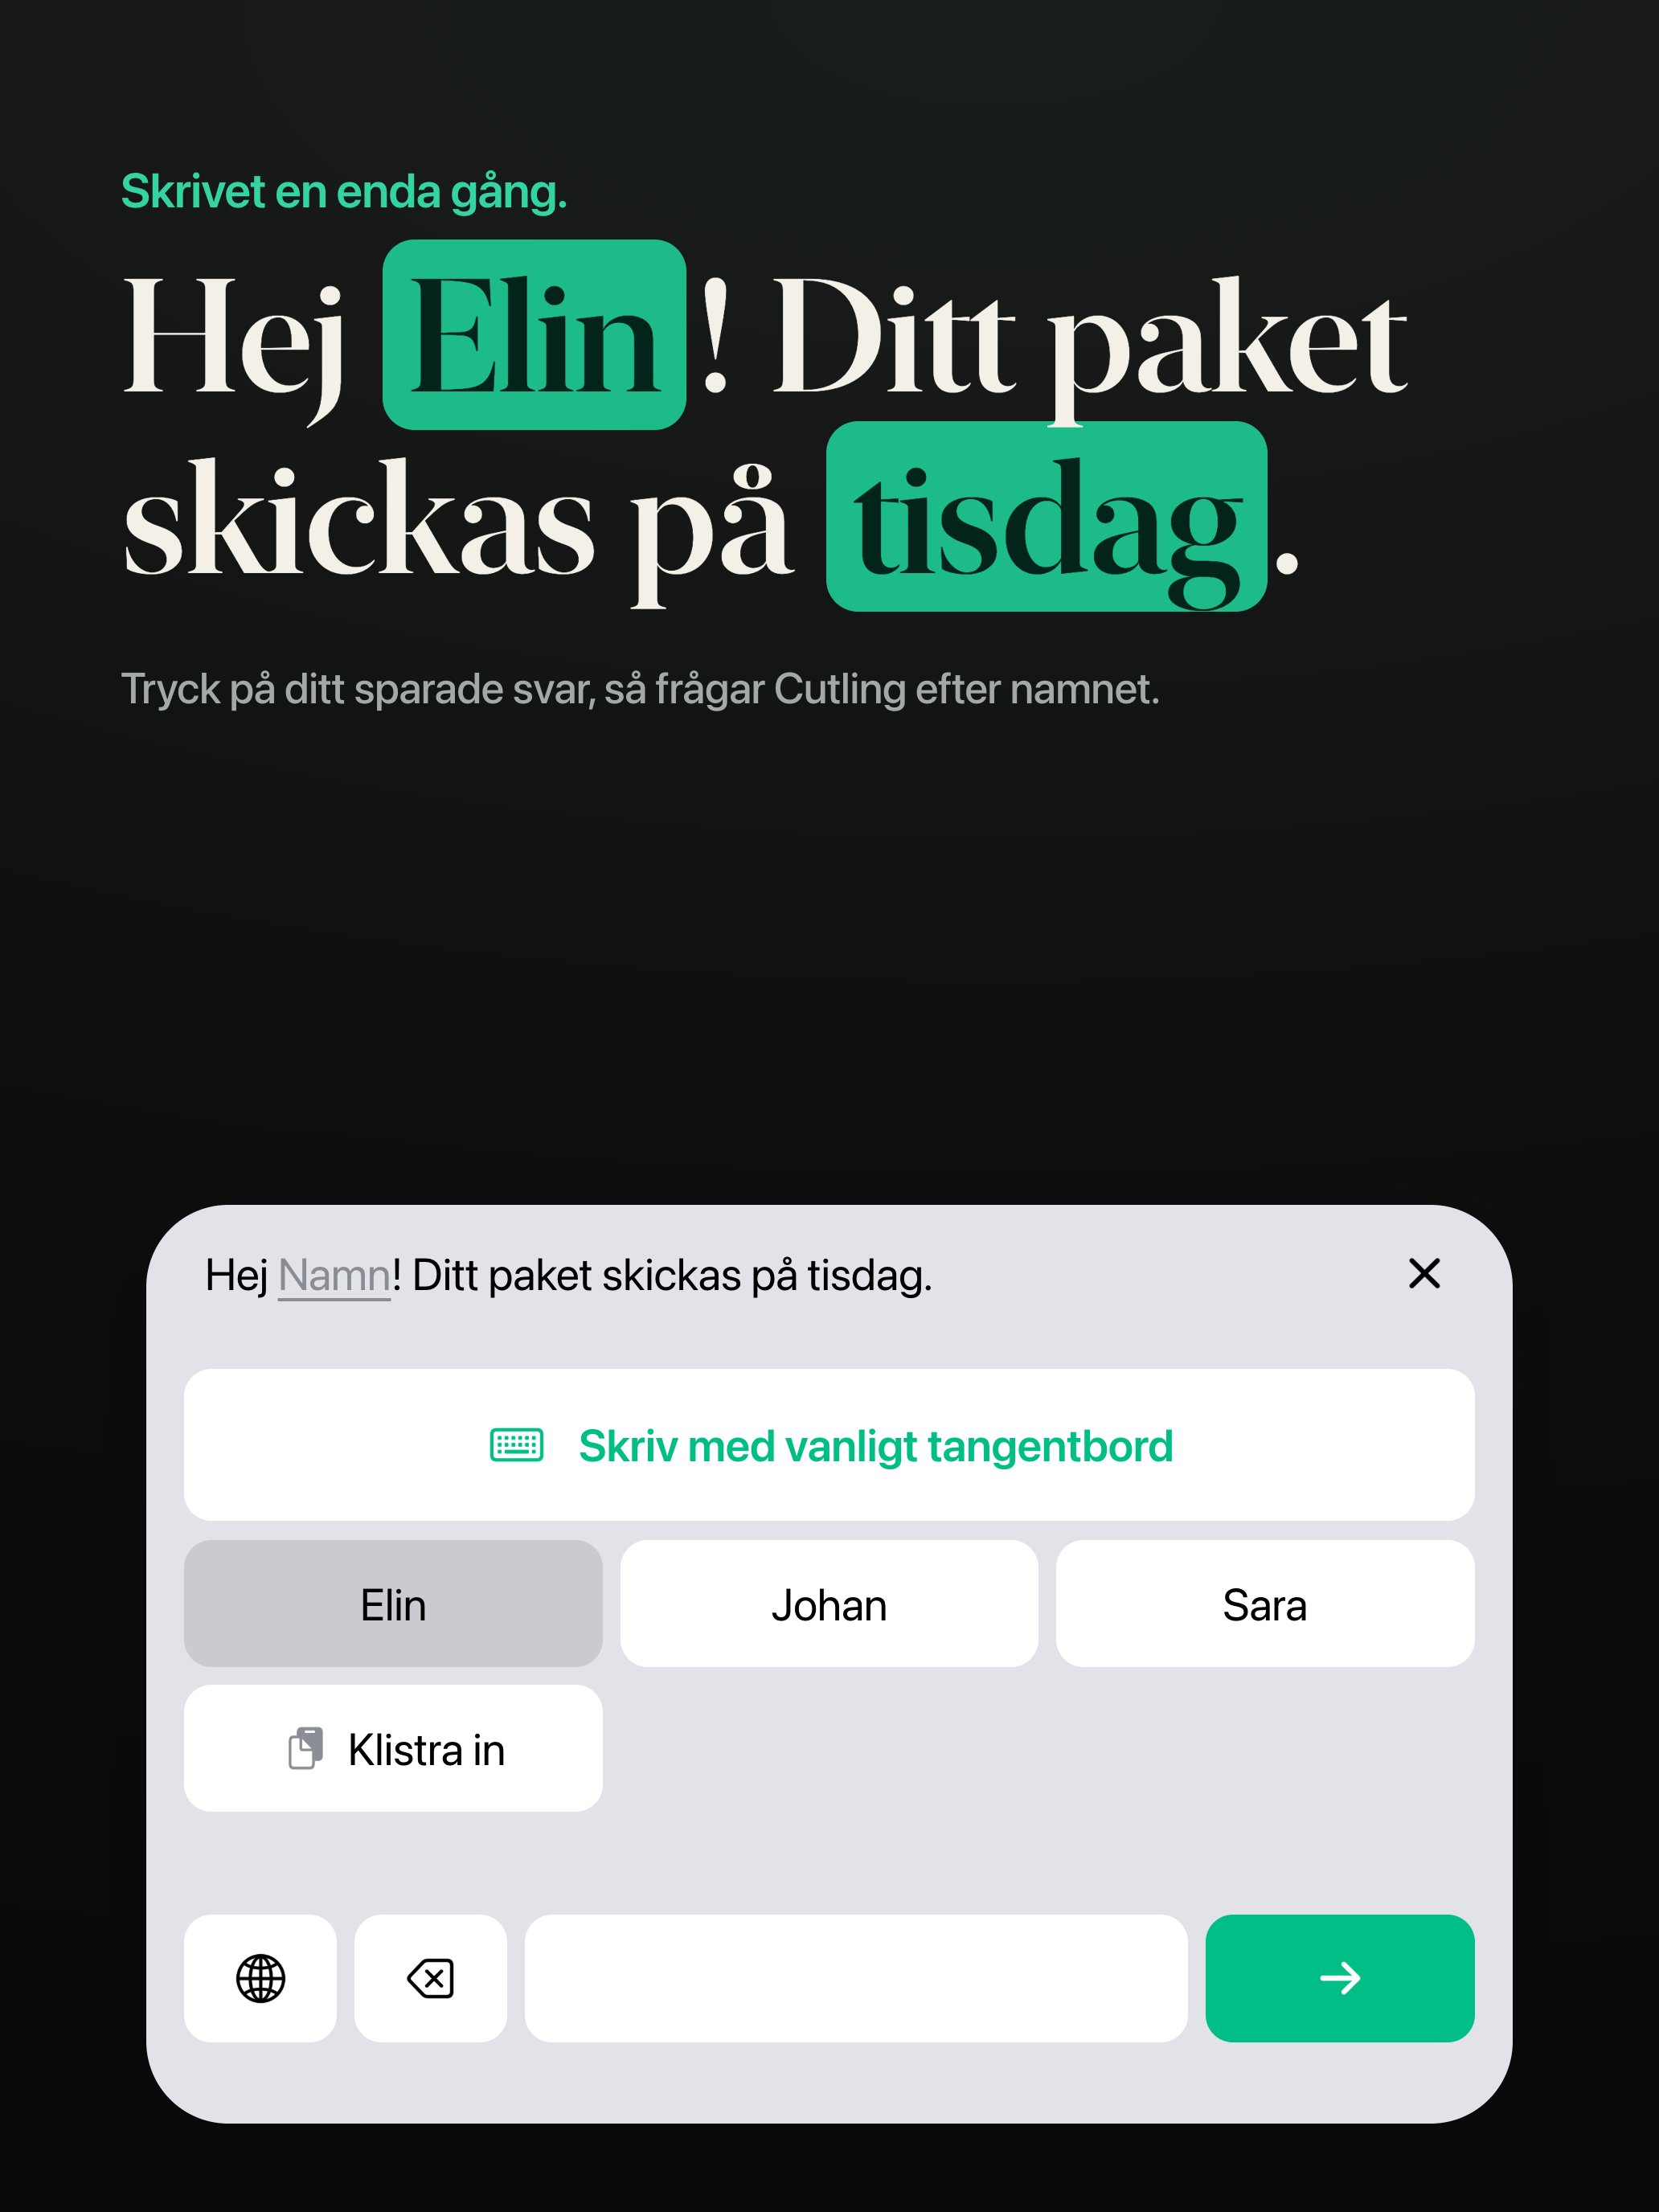 Skrivet en enda gång.
Hej Elin! Ditt paket
skickas på tisdag.
Tryck på ditt sparade svar, så frågar Cutling efter namnet.
Hej Namn! Ditt paket skickas på tisdag.
Skriv med vanligt tangentbord
Elin
Johan
Sara
Klistra in